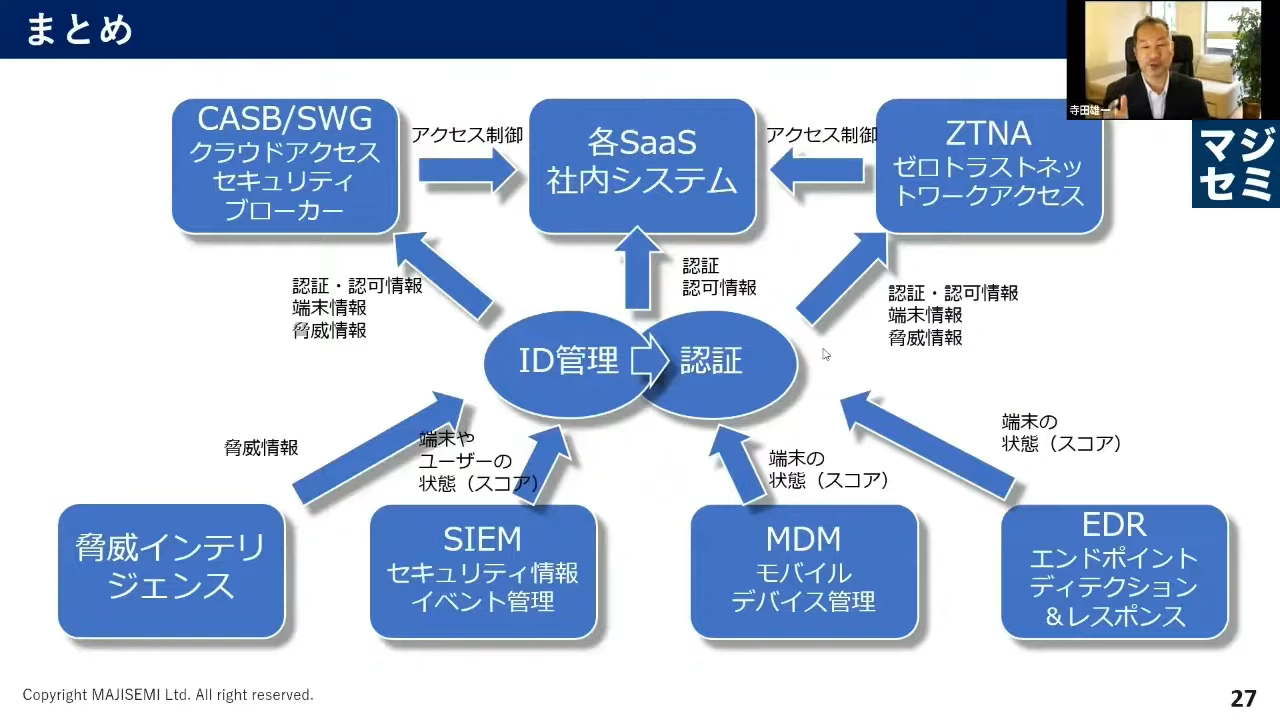 まとめ
寺田雄一
マジ
セミ
CASB/SWG
クラウドアクセス
セキュリティ
ブローカー
アクセス制御
各SaaS
社内システム
アクセス制御
ZTNA
ゼロトラストネッ
トワークアクセス
認証・認可情報
端末情報
脅威情報
認証
認可情報
認証・認可情報
端末情報
脅威情報
ID管理
認証
脅威情報
端末や
ユーザーの
状態（スコア）
端末の
状態（スコア）
端末の
状態（スコア）
脅威インテリ
ジェンス
SIEM
セキュリティ情報
イベント管理
MDM
モバイル
デバイス管理
EDR
エンドポイント
ディテクション
＆レスポンス
Copyright MAJISEMI Ltd. All right reserved.
27